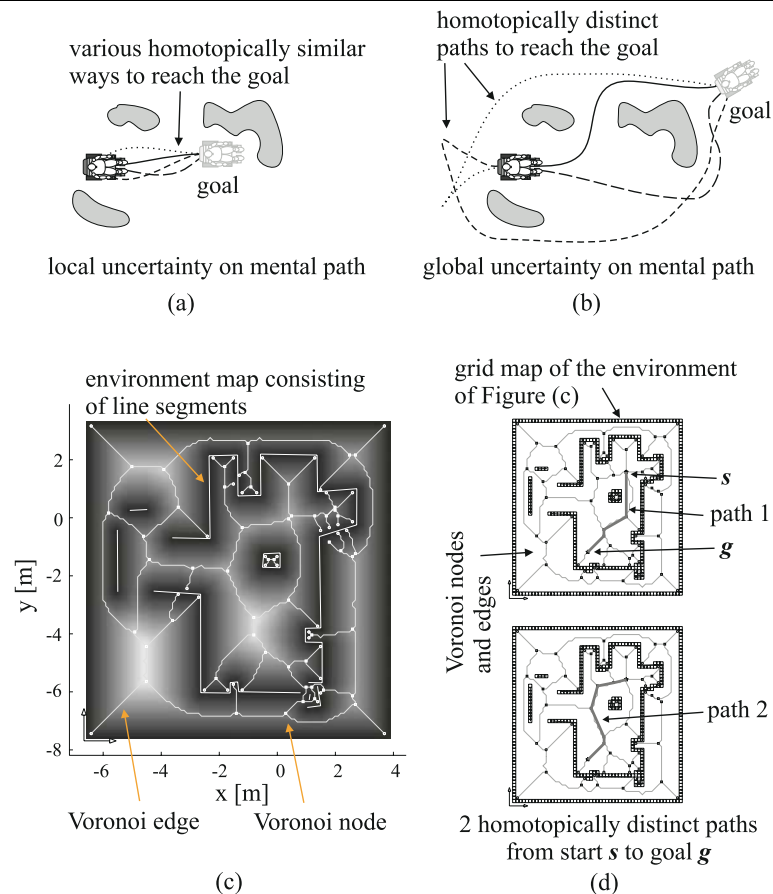 various homotopically similar
ways to reach the goal
goal
local uncertainty on mental path
(a)
homotopically distinct
paths to reach the goal
goal
global uncertainty on mental path
(b)
environment map consisting
of line segments
y [m]
2
0
-2
-4
-6
-8
-6
-4
-2
0
2
4
x [m]
Voronoi edge
Voronoi node
(c)
grid map of the environment
of Figure (c)
s
path 1
g
Voronoi nodes
and edges
path 2
2 homotopically distinct paths
from start s to goal g
(d)